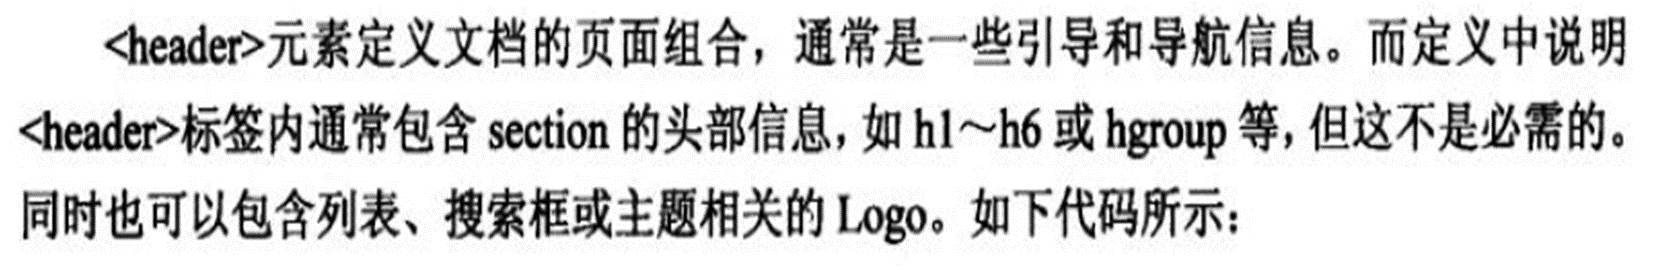 <header>元素定义文档的页面组合，通常是一些引导和导航信息。而定义中说明
<header>标签内通常包含 section 的头部信息，如 h1～h6 或 hgroup 等，但这不是必需的。
同时也可以包含列表、搜索框或主题相关的 Logo。如下代码所示：